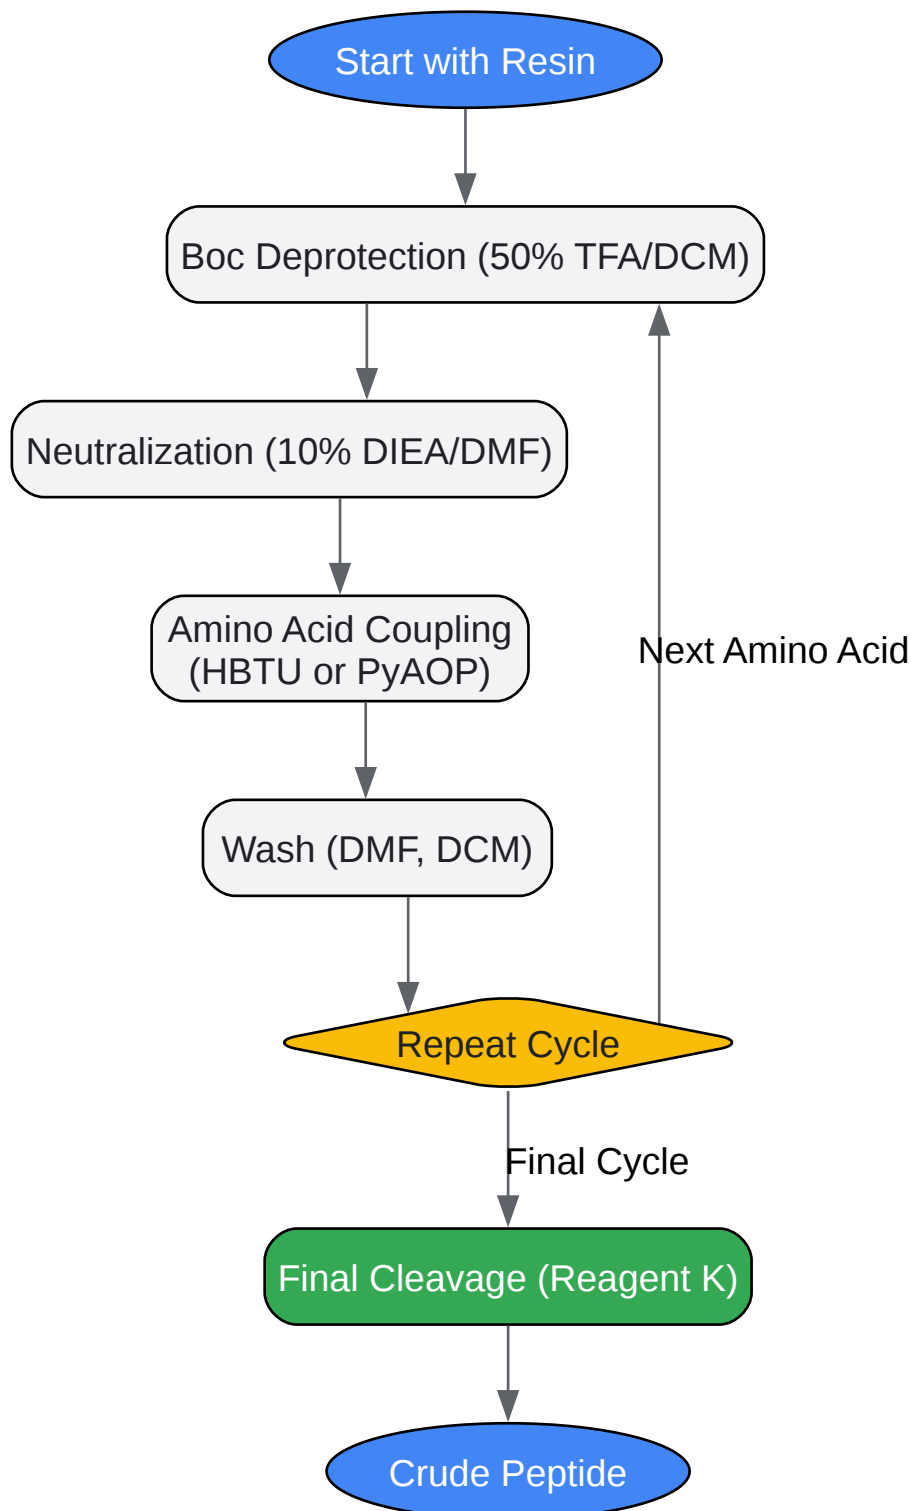 Start with Resin
Boc Deprotection (50% TFA/DCM)
Neutralization (10% DIEA/DMF)
Amino Acid Coupling
(HBTU or PyAOP)
Next Amino Acid
Wash (DMF, DCM)
Repeat Cycle
Final Cycle
Final Cleavage (Reagent K)
Crude Peptide